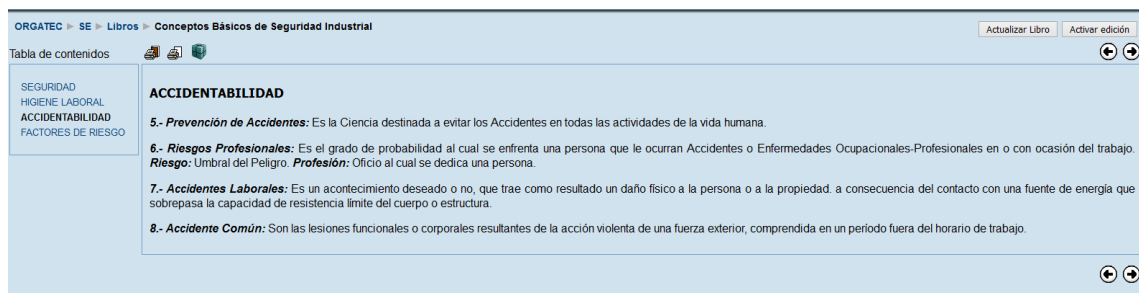 ORGATEC ► SE ► Libros ► Conceptos Básicos de Seguridad Industrial
Actualizar Libro
Activar edición
Tabla de contenidos
SEGURIDAD
HIGIENE LABORAL
ACCIDENTABILIDAD
FACTORES DE RIESGO
ACCIDENTABILIDAD
5.- Prevención de Accidentes: Es la Ciencia destinada a evitar los Accidentes en todas las actividades de la vida humana.
6.- Riesgos Profesionales: Es el grado de probabilidad al cual se enfrenta una persona que le ocurran Accidentes o Enfermedades Ocupacionales-Profesionales en o con ocasión del trabajo.
Riesgo: Umbral del Peligro. Profesión: Oficio al cual se dedica una persona.
7.- Accidentes Laborales: Es un acontecimiento deseado o no, que trae como resultado un daño físico a la persona o a la propiedad. a consecuencia del contacto con una fuente de energía que
sobrepasa la capacidad de resistencia límite del cuerpo o estructura.
8.- Accidente Común: Son las lesiones funcionales o corporales resultantes de la acción violenta de una fuerza exterior, comprendida en un período fuera del horario de trabajo.